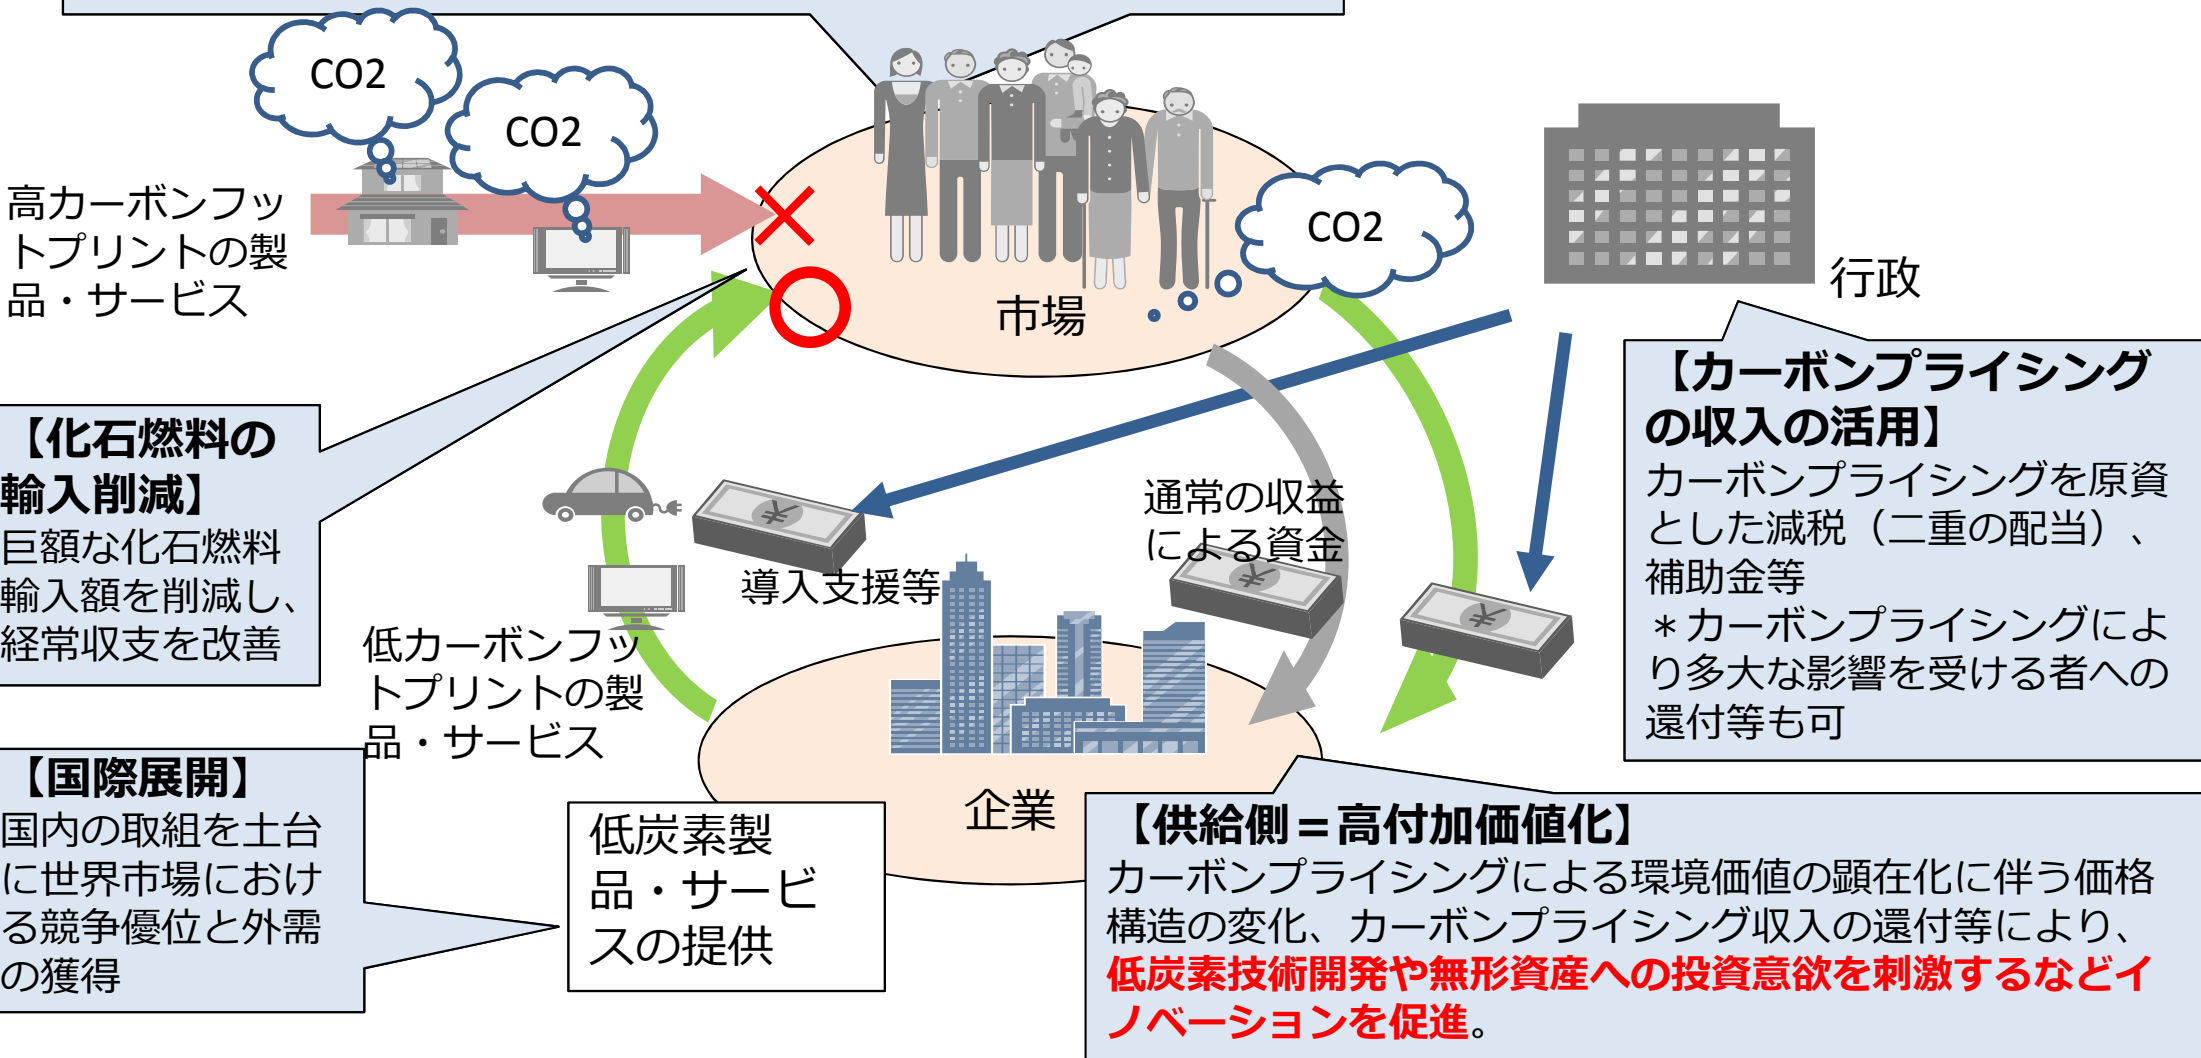 CO2
CO2
高カーボンフッ
トプリントの製
品・サービス
CO2
市場
行政
【カーボンプライシング
の収入の活用】
カーボンプライシングを原資
とした減税（二重の配当）、
補助金等
＊カーボンプライシングによ
り多大な影響を受ける者への
還付等も可
【化石燃料の
輸入削減】
巨額な化石燃料
輸入額を削減し、
経常収支を改善
通常の収益
による資金
導入支援等
低カーボンフッ
トプリントの製
品・サービス
【国際展開】
国内の取組を土台
に世界市場におけ
る競争優位と外需
の獲得
低炭素製
品・サービ
スの提供
企業
【供給側＝高付加価値化】
カーボンプライシングによる環境価値の顕在化に伴う価格
構造の変化、カーボンプライシング収入の還付等により、
低炭素技術開発や無形資産への投資意欲を刺激するなどイ
ノベーションを促進。